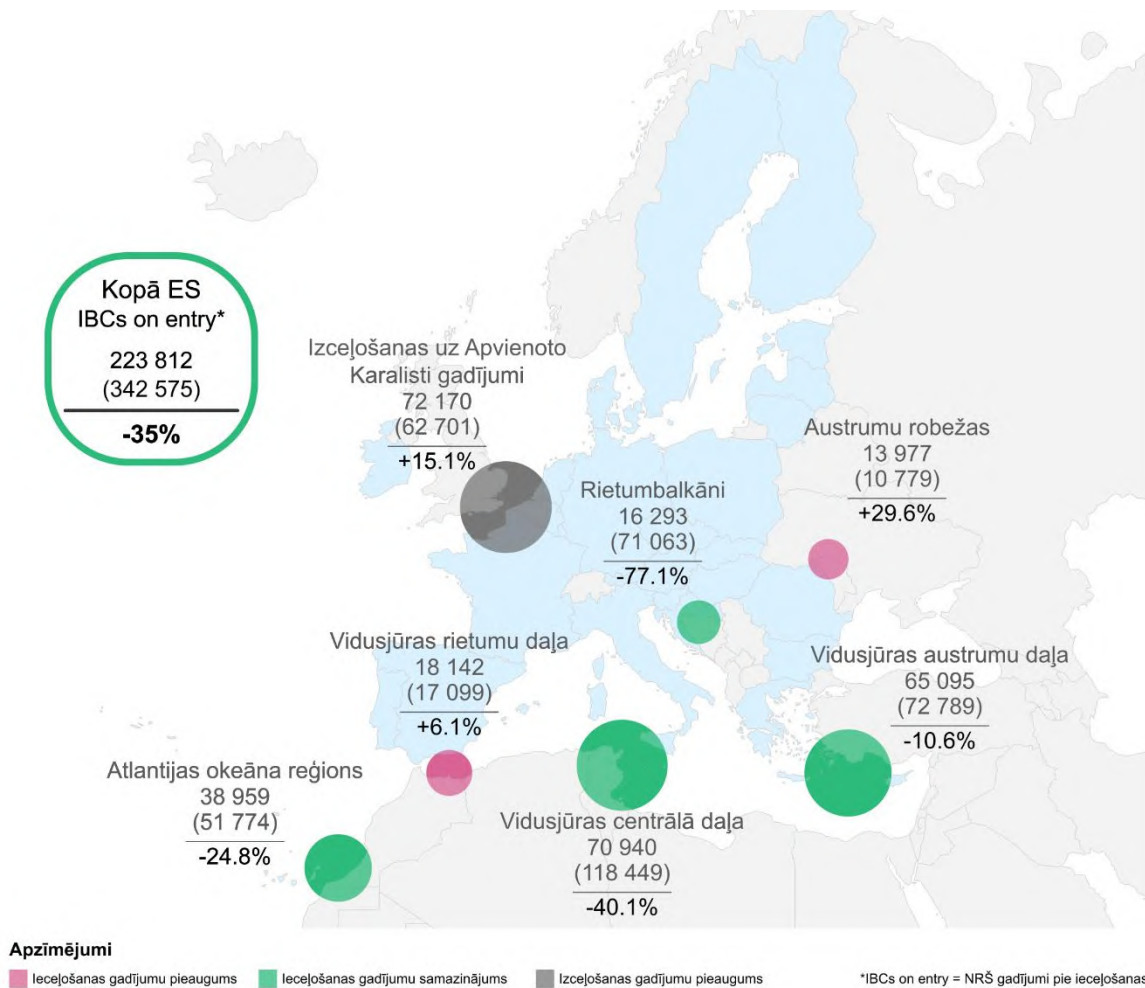 Kopā ES
IBCs on entry*
223 812
(342 575)
-35%
Izceļošanas uz Apvienoto
Karalisti gadījumi
72 170
(62 701)
+15.1%
Austrumu robežas
13 977
(10 779)
+29.6%
Rietumbalkāni
16 293
(71 063)
-77.1%
Vidusjūras rietumu daļa
18 142
(17 099)
+6.1%
Vidusjūras austrumu daļa
65 095
(72 789)
-10.6%
Atlantijas okeāna reģions
38 959
(51 774)
-24.8%
Vidusjūras centrālā daļa
70 940
(118 449)
-40.1%
Apzīmējumi
Ieceļošanas gadījumu pieaugums
Ieceļošanas gadījumu samazinājums
Izceļošanas gadījumu pieaugums
*IBCs on entry = NRŠ gadījumi pie ieceļošanas